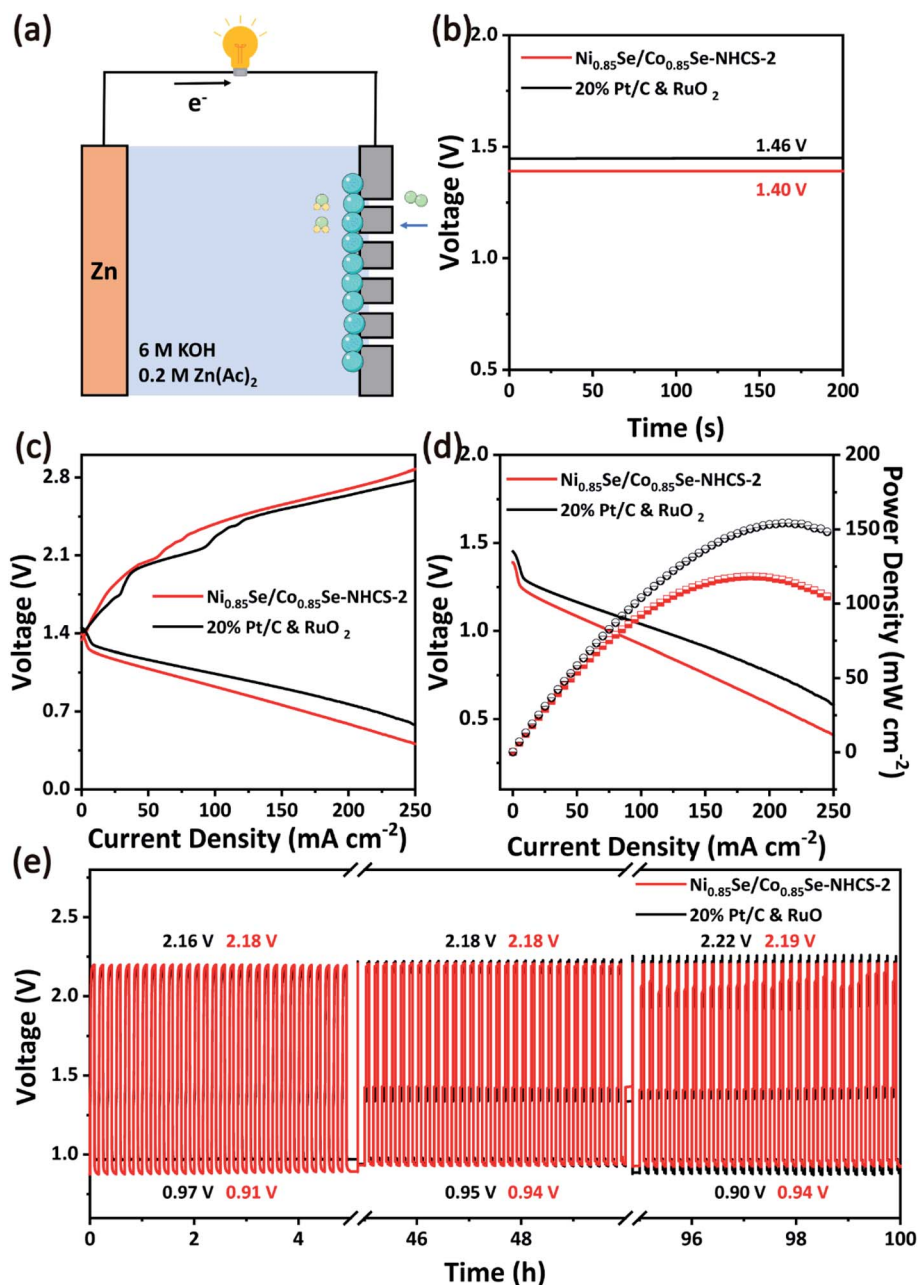 (a)
e⁻
Zn
6 M KOH
0.2 M Zn(Ac)₂
(b)
2.0
1.5
1.0
0.5
Voltage (V)
Ni₀.₈₅Se/Co₀.₈₅Se-NHCS-2
20% Pt/C & RuO ₂
1.46 V
1.40 V
0 50 100 150 200
Time (s)
(c)
2.8
2.1
1.4
0.7
0.0
Voltage (V)
Ni₀.₈₅Se/Co₀.₈₅Se-NHCS-2
20% Pt/C & RuO ₂
0 50 100 150 200 250
Current Density (mA cm⁻²)
(d)
2.0
1.5
1.0
0.5
Voltage (V)
Ni₀.₈₅Se/Co₀.₈₅Se-NHCS-2
20% Pt/C & RuO ₂
200
150
100
50
0
Power Density (mW cm⁻²)
0 50 100 150 200 250
Current Density (mA cm⁻²)
(e)
2.5
2.0
1.5
1.0
Voltage (V)
Ni₀.₈₅Se/Co₀.₈₅Se-NHCS-2
20% Pt/C & RuO
2.16 V 2.18 V
2.18 V 2.18 V
2.22 V 2.19 V
0.97 V 0.91 V
0.95 V 0.94 V
0.90 V 0.94 V
0 2 4 46 48 96 98 100
Time (h)